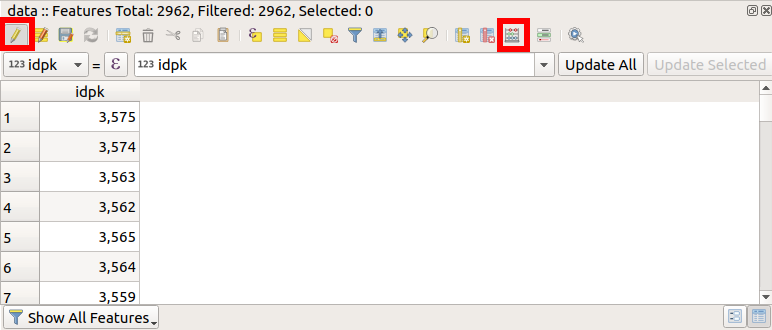 data :: Features Total: 2962, Filtered: 2962, Selected: 0
123 idpk = ε 123 idpk Update All Update Selected
idpk
1 3,575
2 3,574
3 3,563
4 3,562
5 3,565
6 3,564
7 3,559
Show All Features